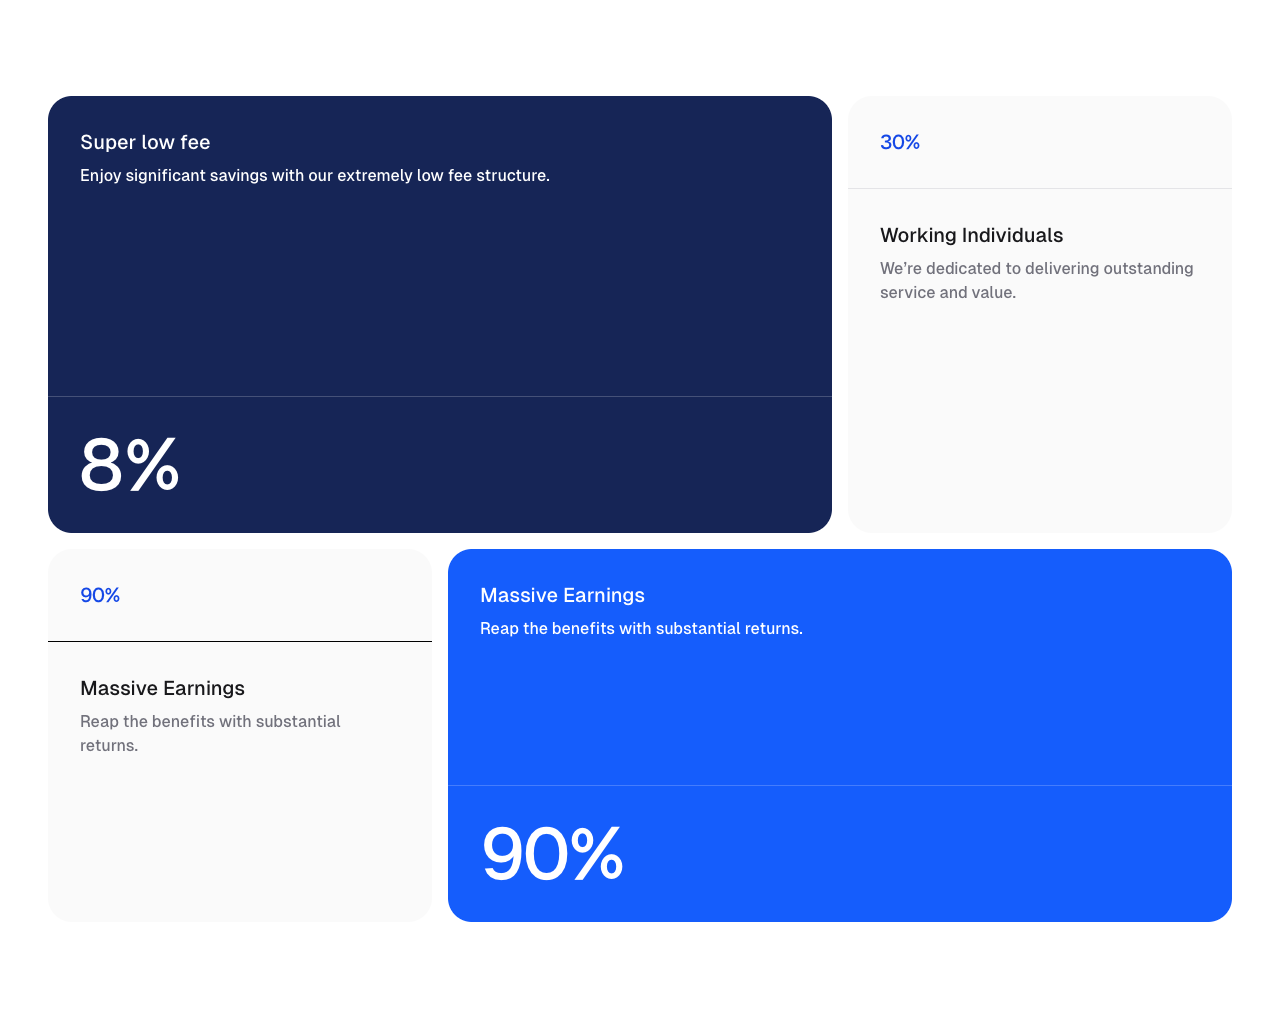 Super low fee
Enjoy significant savings with our extremely low fee structure.
8%
30%
Working Individuals
We’re dedicated to delivering outstanding
service and value.
90%
Massive Earnings
Reap the benefits with substantial
returns.
Massive Earnings
Reap the benefits with substantial returns.
90%